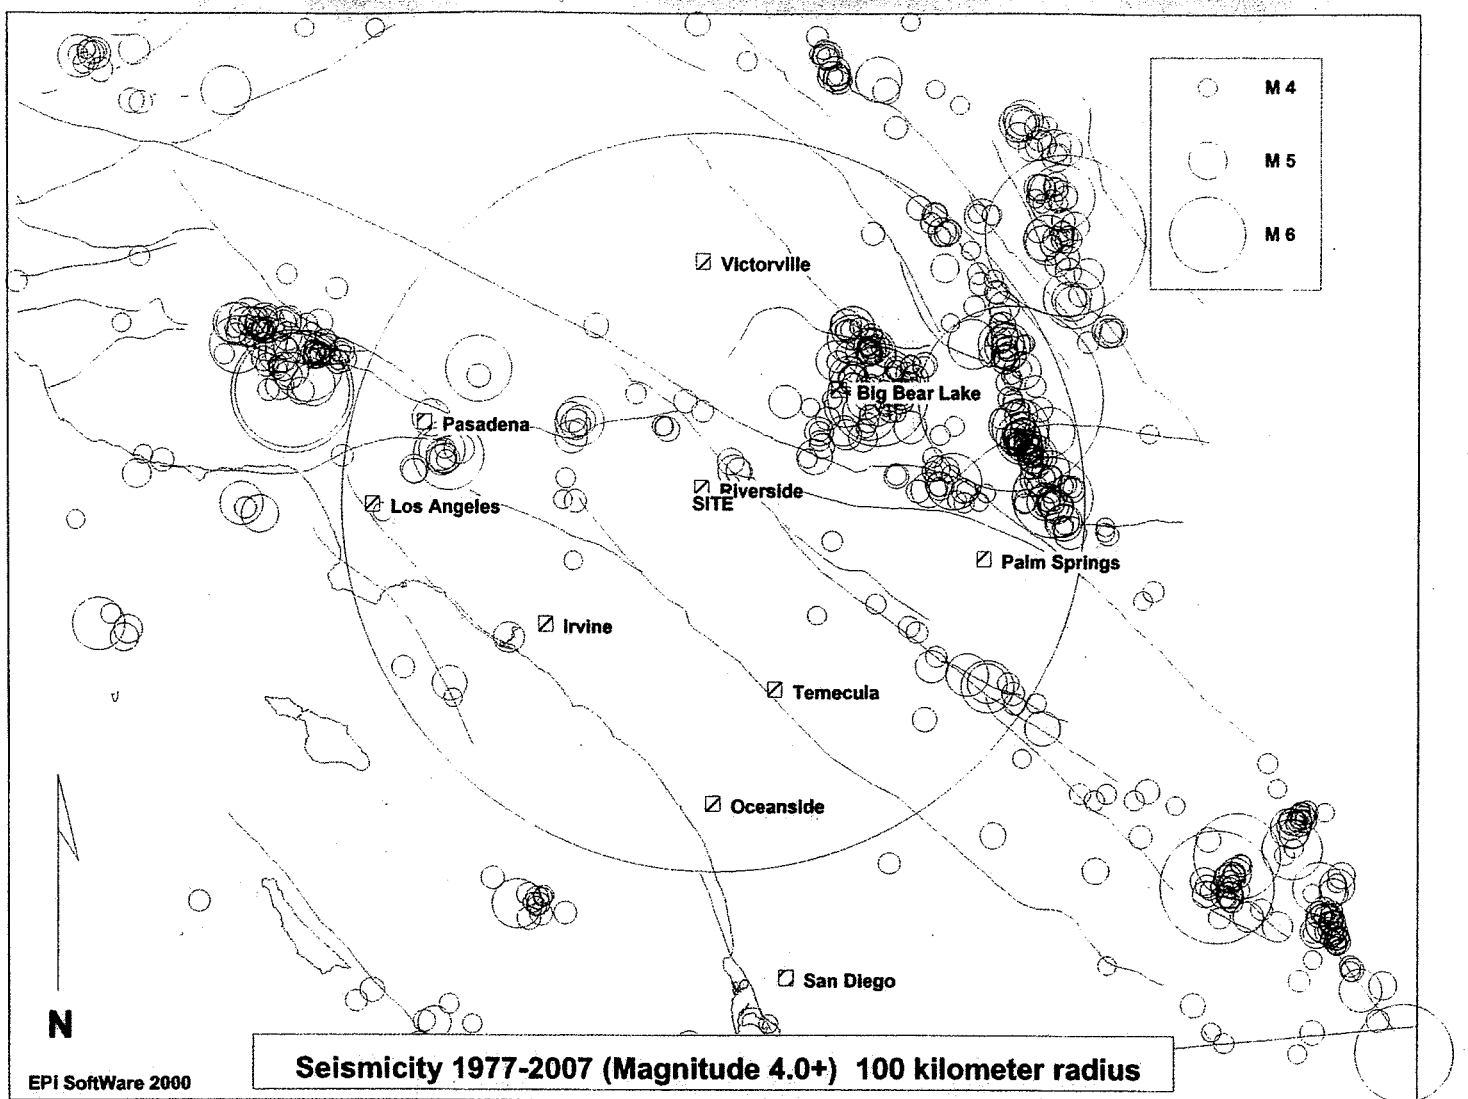 M 4
M 5
M 6
Victorville
Big Bear Lake
Pasadena
Riverside
SITE
Los Angeles
Palm Springs
Irvine
Temecula
Oceanside
San Diego
N
EPi SoftWare 2000
Seismicity 1977-2007 (Magnitude 4.0+) 100 kilometer radius